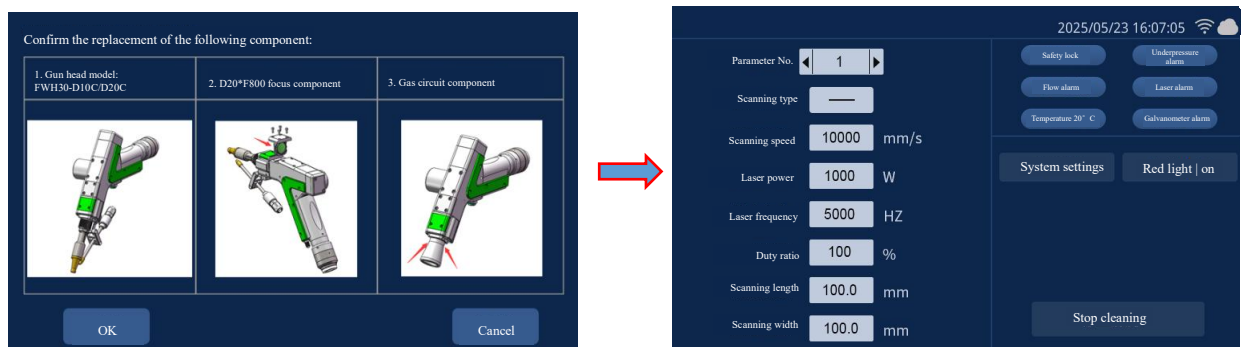 Confirm the replacement of the following component:
1. Gun head model:
FWH30-D10C/D20C
2. D20*F800 focus component
3. Gas circuit component
OK
Cancel
2025/05/23 16:07:05
Parameter No.
1
Scanning type
Scanning speed
10000
mm/s
Laser power
1000
W
Laser frequency
5000
HZ
Duty ratio
100
%
Scanning length
100.0
mm
Scanning width
100.0
mm
Safety lock
Underpressure
alarm
Flow alarm
Laser alarm
Temperature 20° C
Galvanometer alarm
System settings
Red light | on
Stop cleaning